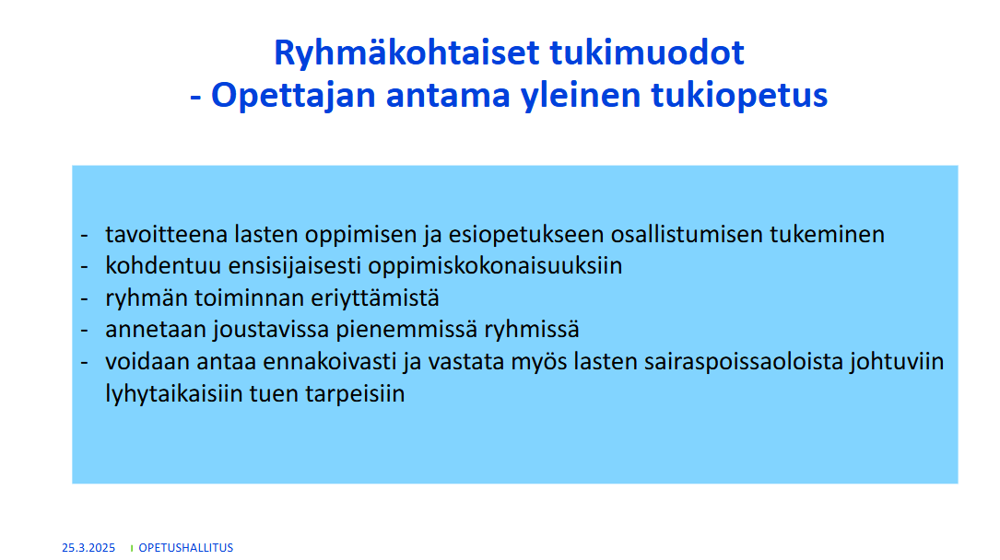 Ryhmäkohtaiset tukimuodot
- Opettajan antama yleinen tukiopetus
- tavoitteena lasten oppimisen ja esiopetukseen osallistumisen tukeminen
- kohdentuu ensisijaisesti oppimiskokonaisuuksiin
- ryhmän toiminnan eriyttämistä
- annetaan joustavissa pienemmissä ryhmissä
- voidaan antaa ennakoivasti ja vastata myös lasten sairaspoissaoloista johtuviin
lyhytaikaisiin tuen tarpeisiin
25.3.2025 | OPETUSHALLITUS